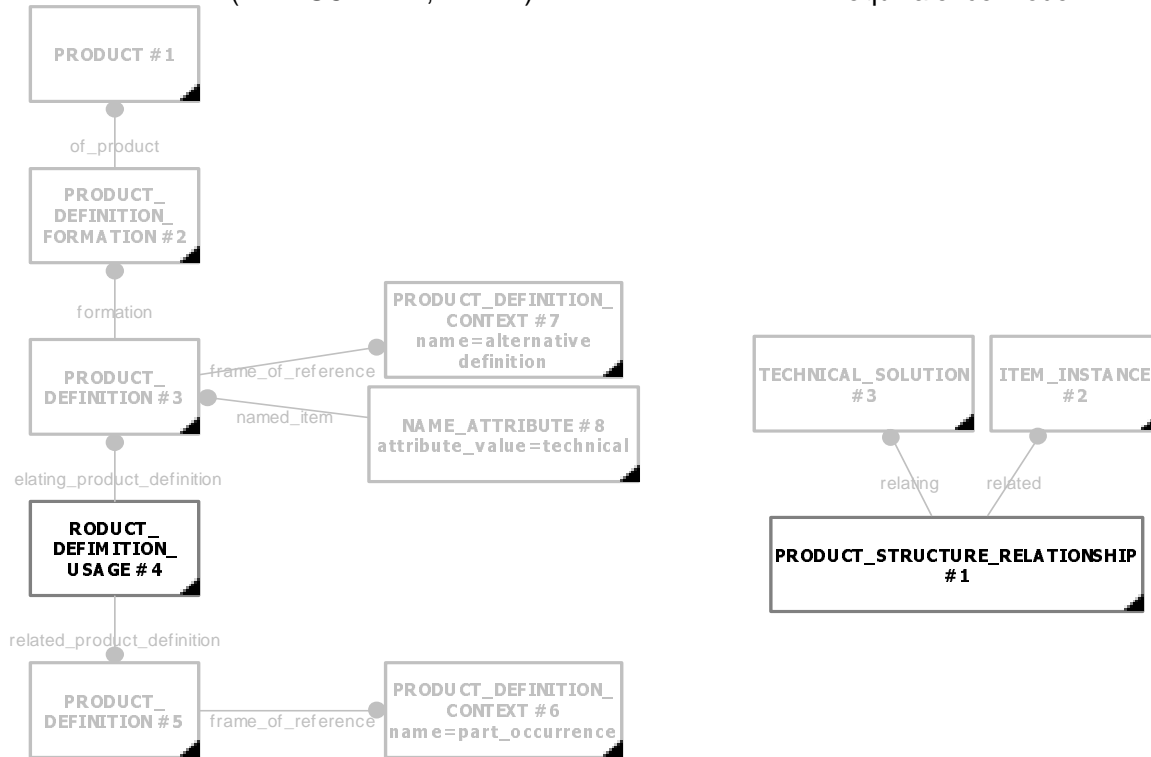 PRODUCT #1
of_product
PRODUCT_
DEFINITION_
FORMATION #2
formation
PRODUCT_DEFINITION_
CONTEXT #7
name=alternative
definition
PRODUCT_
DEFINITION #3
frame_of_reference
named_item
NAME_ATTRIBUTE #8
attribute_value=technical
elating_product_definition
RODUCT_
DEFIMITION_
USAGE #4
related_product_definition
PRODUCT_
DEFINITION #5
frame_of_reference
PRODUCT_DEFINITION_
CONTEXT #6
name=part_occurrence
TECHNICAL_SOLUTION
#3
ITEM_INSTANCE
#2
relating
related
PRODUCT_STRUCTURE_RELATIONSHIP
#1